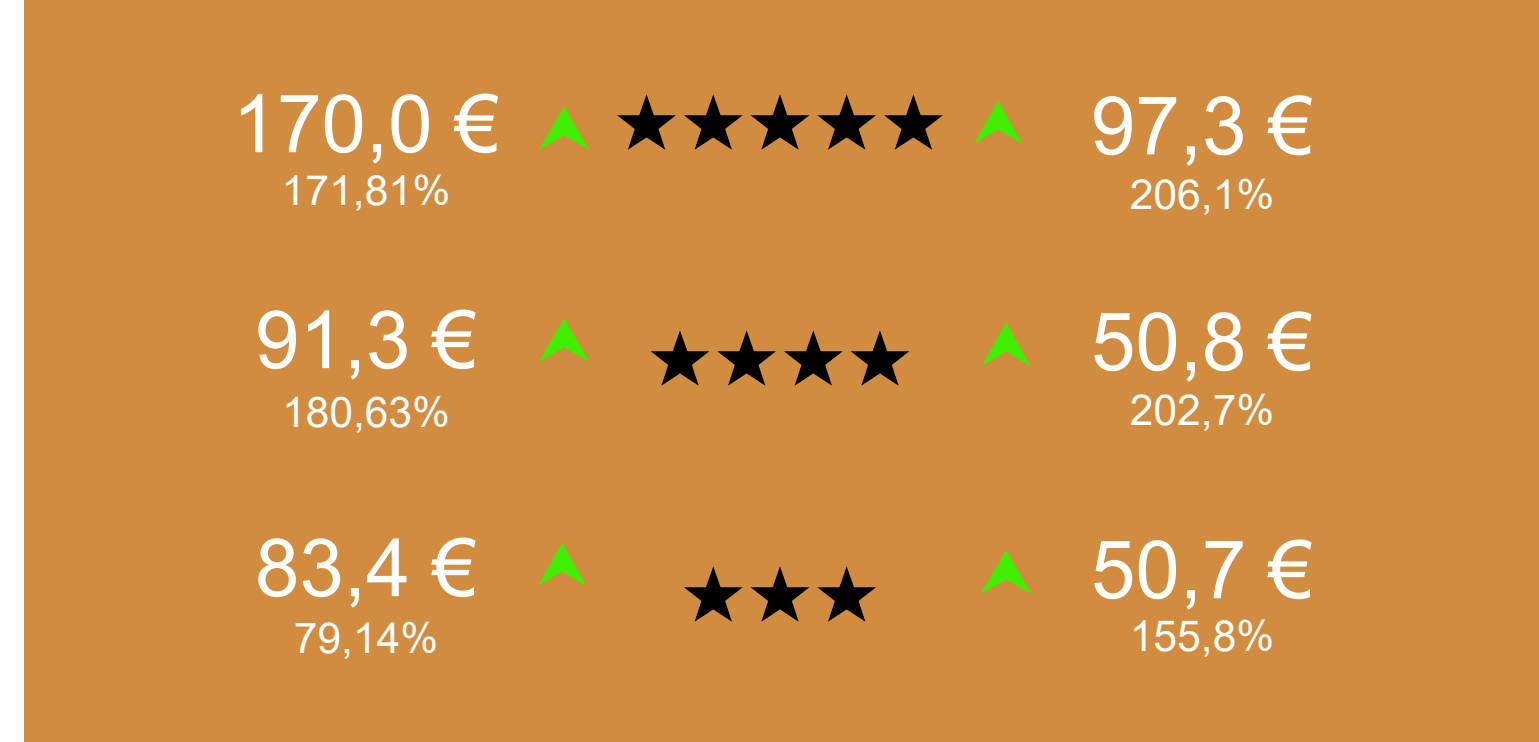 170,0 € 97,3 €
171,81% 206,1%
91,3 € 50,8 €
180,63% 202,7%
83,4 € 50,7 €
79,14% 155,8%